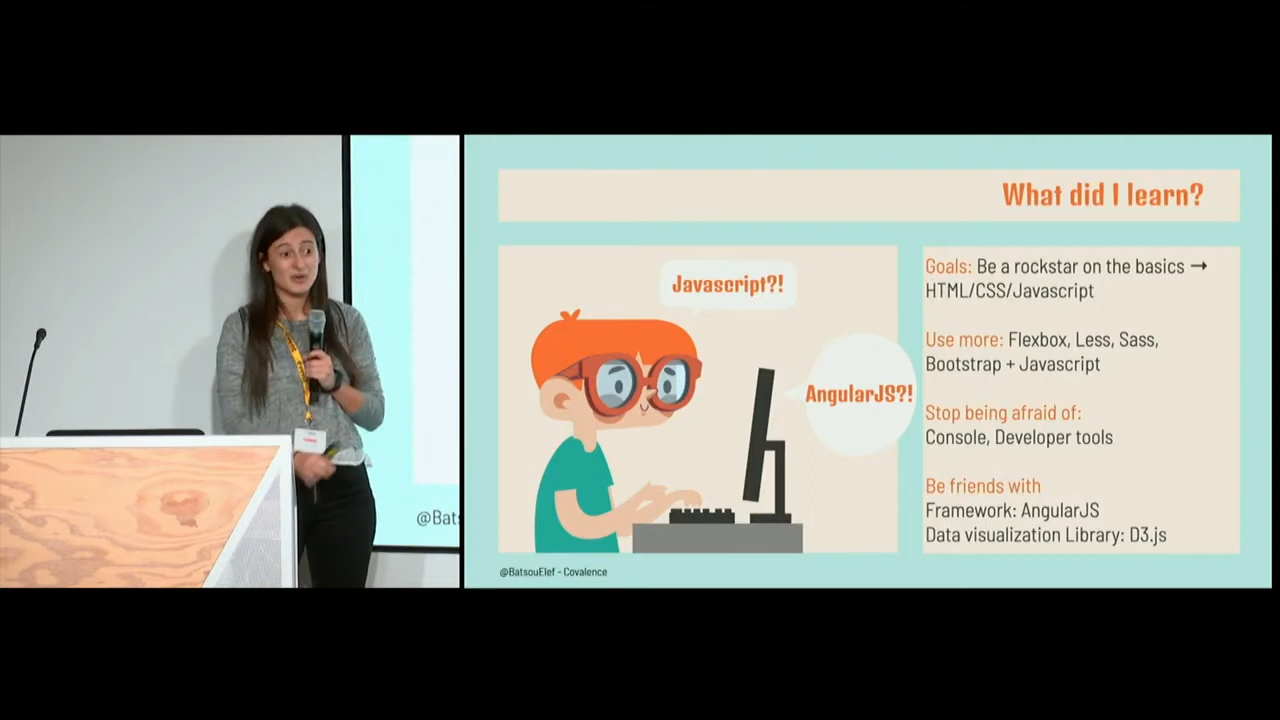 What did I learn?
Javascript?!
AngularJS?!
Goals: Be a rockstar on the basics →
HTML/CSS/Javascript
Use more: Flexbox, Less, Sass,
Bootstrap + Javascript
Stop being afraid of:
Console, Developer tools
Be friends with
Framework: AngularJS
Data visualization Library: D3.js
@BatsouElef - Covalence
@Bats